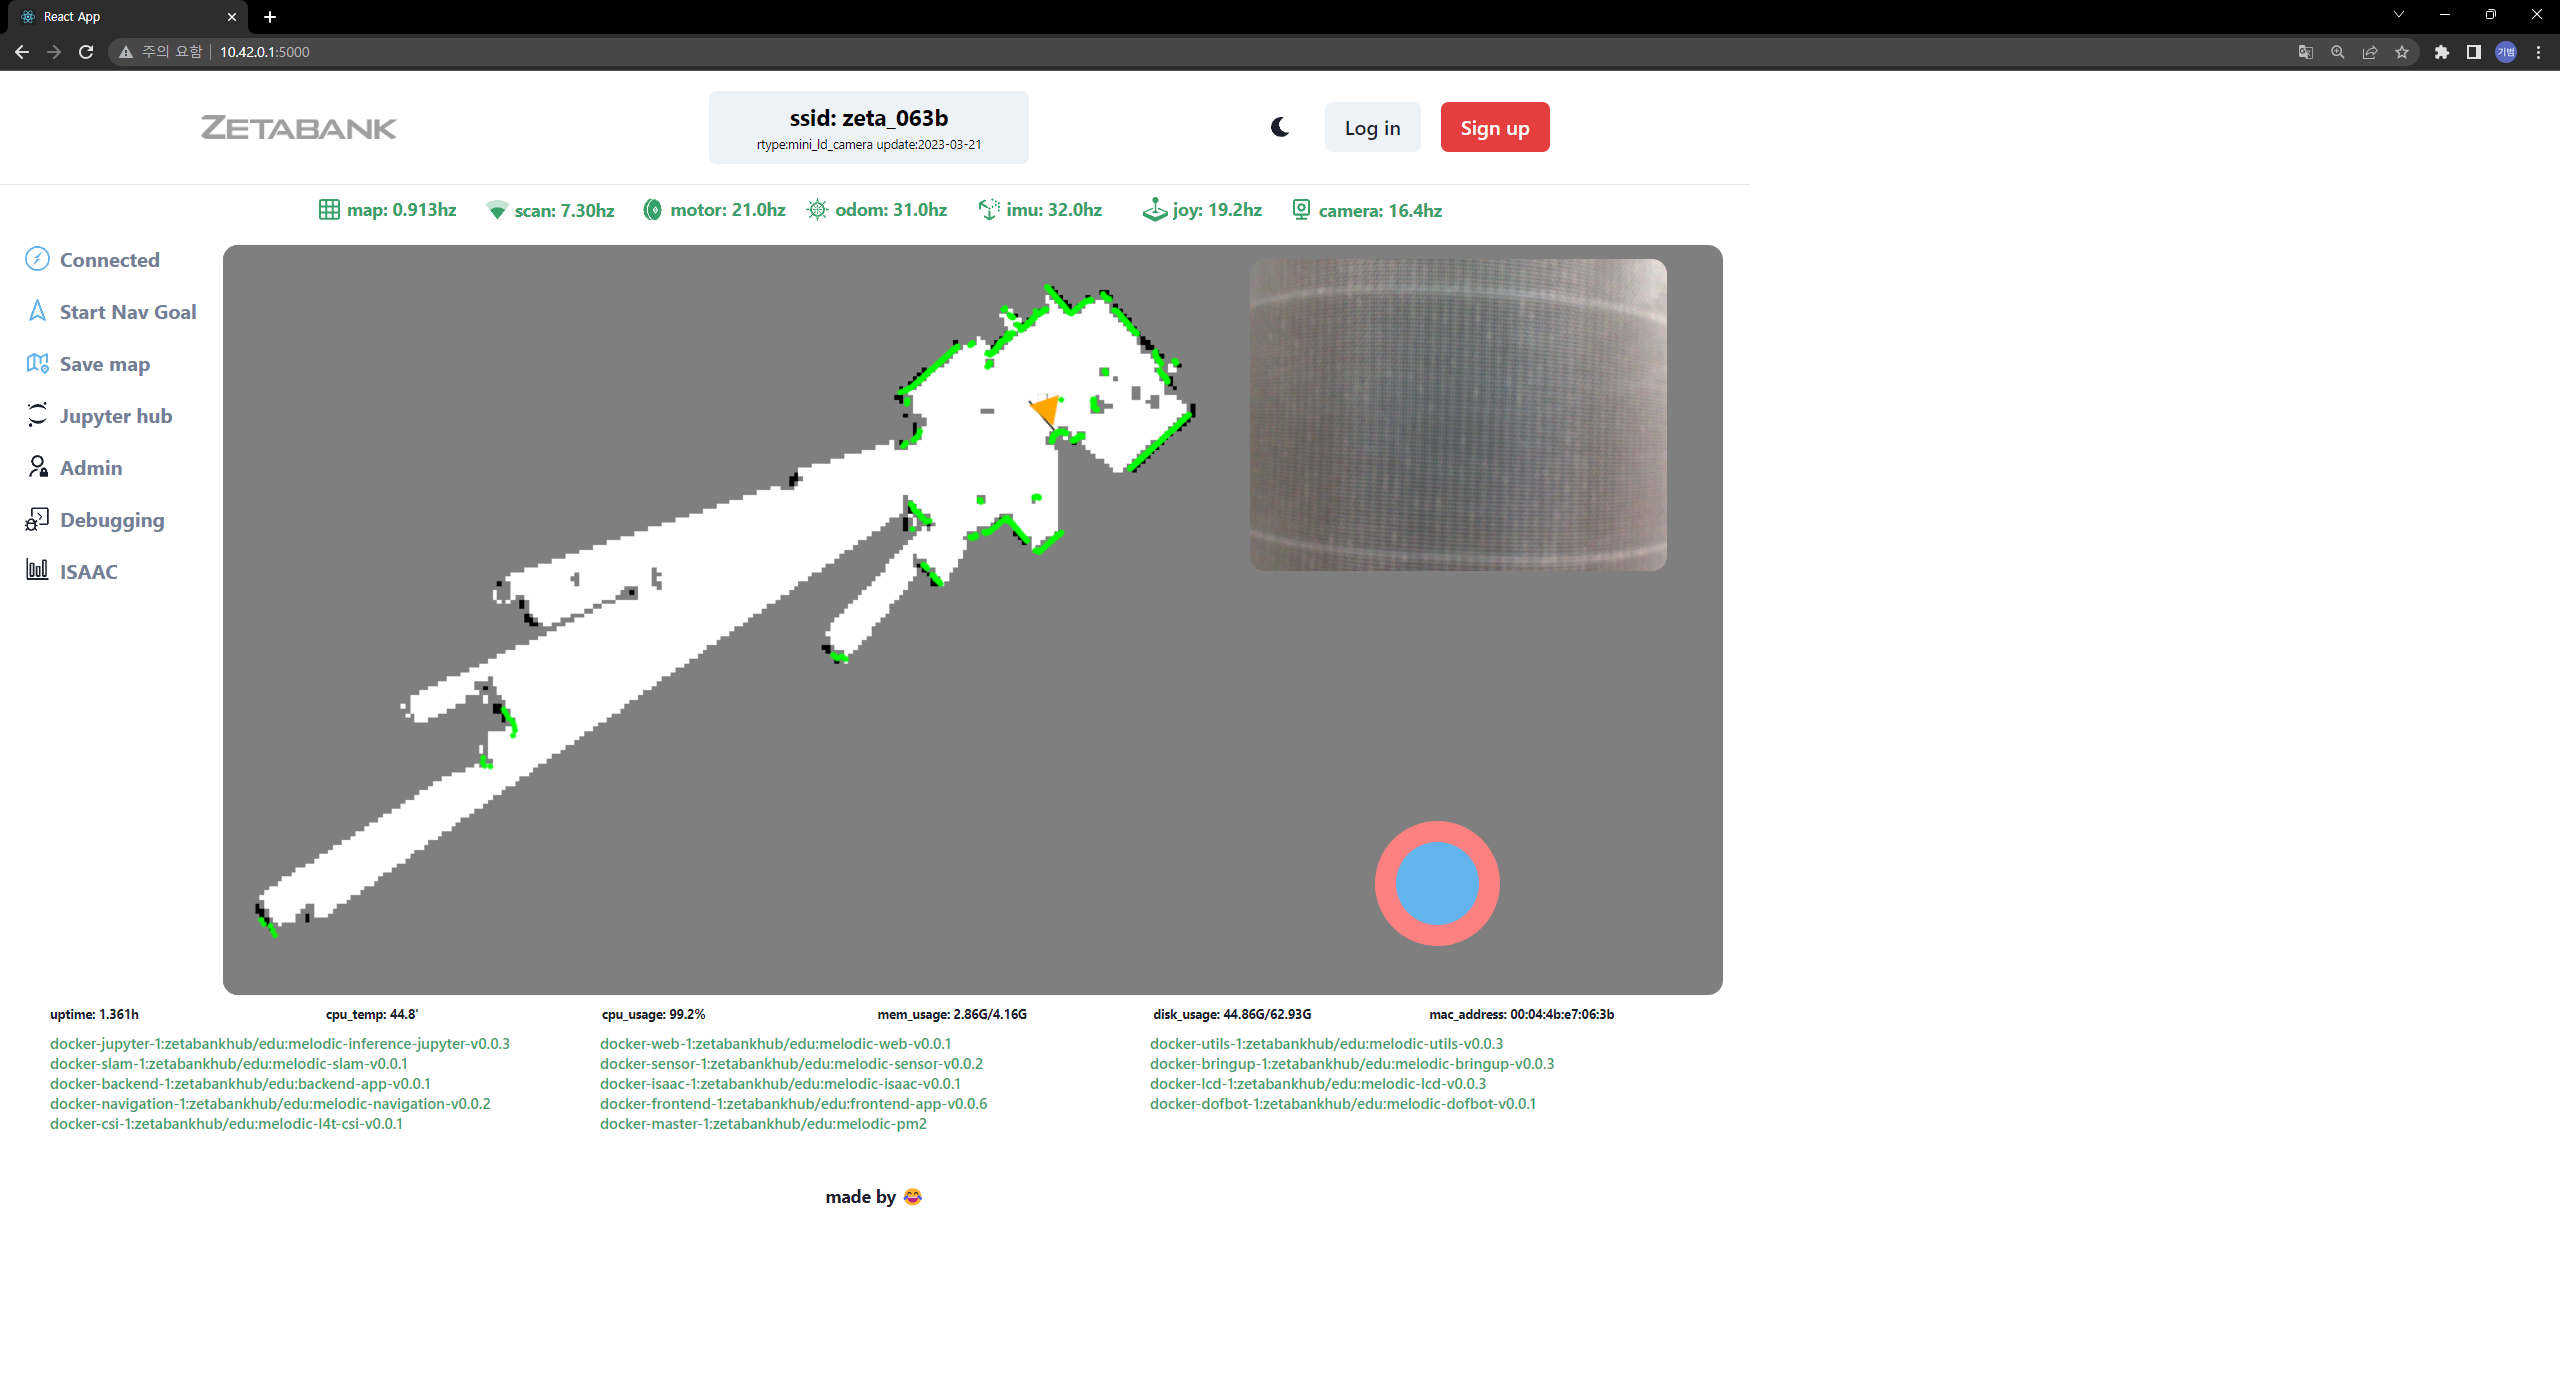 React App
주의 요함 | 10.42.0.1:5000
기범
ZETABANK
ssid: zeta_063b
rtype:mini_ld_camera update:2023-03-21
Log in
Sign up
map: 0.913hz
scan: 7.30hz
motor: 21.0hz
odom: 31.0hz
imu: 32.0hz
joy: 19.2hz
camera: 16.4hz
Connected
Start Nav Goal
Save map
Jupyter hub
Admin
Debugging
ISAAC
uptime: 1.361h
cpu_temp: 44.8'
cpu_usage: 99.2%
mem_usage: 2.86G/4.16G
disk_usage: 44.86G/62.93G
mac_address: 00:04:4b:e7:06:3b
docker-jupyter-1:zetabankhub/edu:melodic-inference-jupyter-v0.0.3
docker-slam-1:zetabankhub/edu:melodic-slam-v0.0.1
docker-backend-1:zetabankhub/edu:backend-app-v0.0.1
docker-navigation-1:zetabankhub/edu:melodic-navigation-v0.0.2
docker-csi-1:zetabankhub/edu:melodic-l4t-csi-v0.0.1
docker-web-1:zetabankhub/edu:melodic-web-v0.0.1
docker-sensor-1:zetabankhub/edu:melodic-sensor-v0.0.2
docker-isaac-1:zetabankhub/edu:melodic-isaac-v0.0.1
docker-frontend-1:zetabankhub/edu:frontend-app-v0.0.6
docker-master-1:zetabankhub/edu:melodic-pm2
docker-utils-1:zetabankhub/edu:melodic-utils-v0.0.3
docker-bringup-1:zetabankhub/edu:melodic-bringup-v0.0.3
docker-lcd-1:zetabankhub/edu:melodic-lcd-v0.0.3
docker-dofbot-1:zetabankhub/edu:melodic-dofbot-v0.0.1
made by 😂